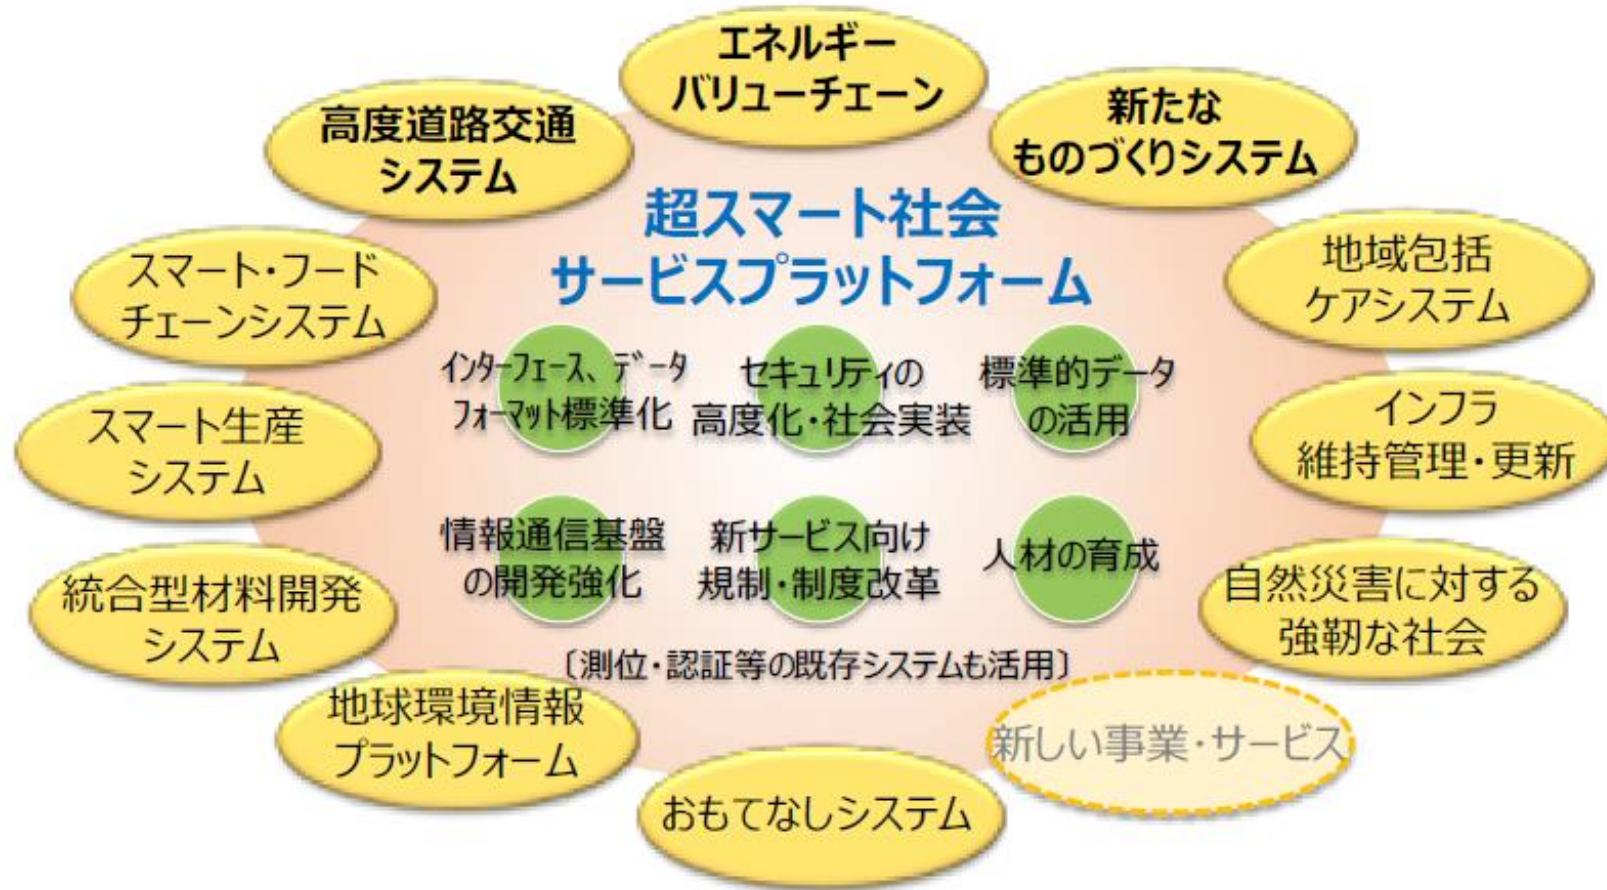 エネルギー
バリューチェーン
高度道路交通
システム
新たな
ものづくりシステム
超スマート社会
サービスプラットフォーム
スマート・フード
チェーンシステム
地域包括
ケアシステム
インターフェース、データ
フォーマット標準化
セキュリティの
高度化・社会実装
標準的データ
の活用
スマート生産
システム
インフラ
維持管理・更新
情報通信基盤
の開発強化
新サービス向け
規制・制度改革
人材の育成
統合型材料開発
システム
自然災害に対する
強靭な社会
〔測位・認証等の既存システムも活用〕
地球環境情報
プラットフォーム
新しい事業・サービス
おもてなしシステム